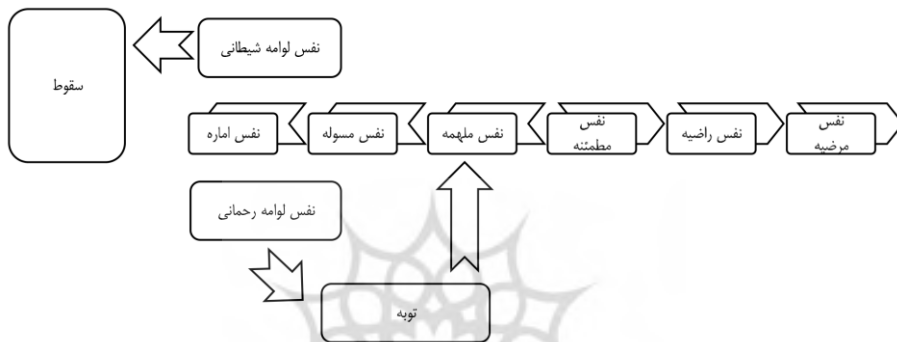 نفس لوامه شیطانی
سقوط
نفس
مرضیه
نفس راضیه
نفس
مطمئنه
نفس ملهمه
نفس مسوله
نفس اماره
نفس لوامه رحمانی
توبه